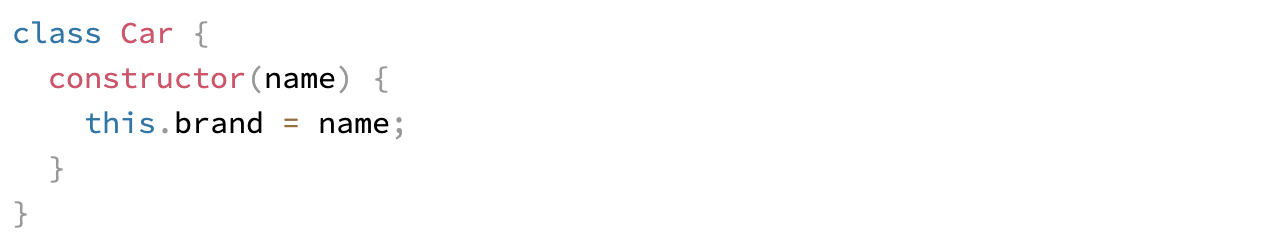 class Car {
  constructor(name) {
    this.brand = name;
  }
}